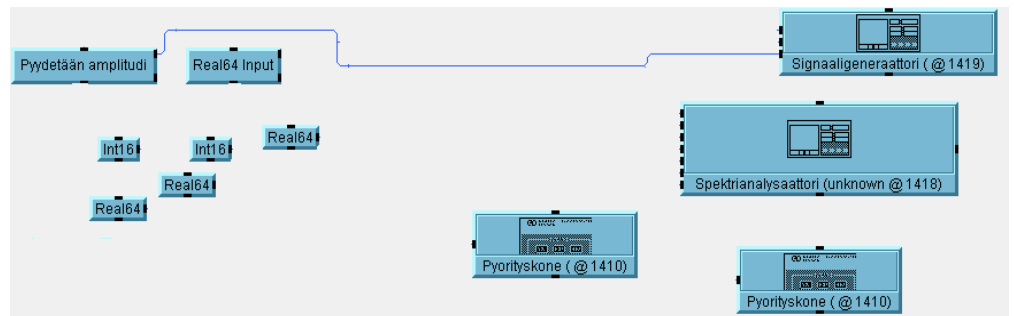 Pyydetään amplitudi
Real64 Input
Signaaligeneraattori ( @1419)
Int16
Int16
Real64
Real64
Real64
Spektrianalysaattori (unknown @1418)
Pyorityskone ( @1410)
Pyorityskone ( @1410)